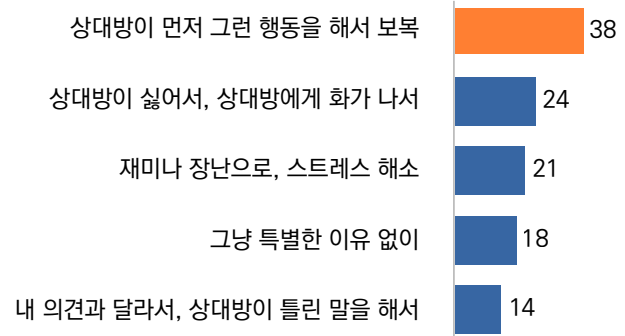 상대방이 먼저 그런 행동을 해서 보복 38
상대방이 싫어서, 상대방에게 화가 나서 24
재미나 장난으로, 스트레스 해소 21
그냥 특별한 이유 없이 18
내 의견과 달라서, 상대방이 틀린 말을 해서 14